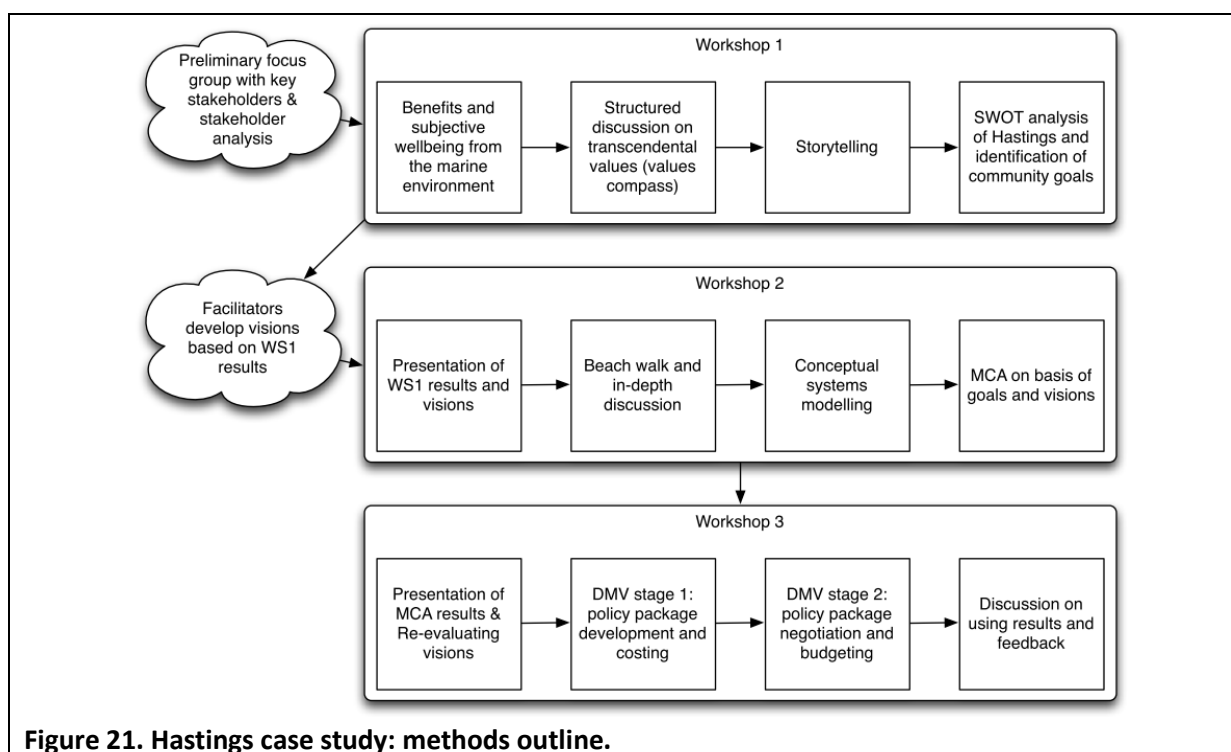 Preliminary focus
group with key
stakeholders &
stakeholder
analysis
Workshop 1
Benefits and
subjective
wellbeing from
the marine
environment
Structured
discussion on
transcendental
values (values
compass)
Storytelling
SWOT analysis
of Hastings and
identification of
community goals
Facilitators
develop visions
based on WS1
results
Workshop 2
Presentation of
WS1 results and
visions
Beach walk and
in-depth
discussion
Conceptual
systems
modelling
MCA on basis of
goals and visions
Workshop 3
Presentation of
MCA results &
Re-evaluating
visions
DMV stage 1:
policy package
development and
costing
DMV stage 2:
policy package
negotiation and
budgeting
Discussion on
using results and
feedback
Figure 21. Hastings case study: methods outline.